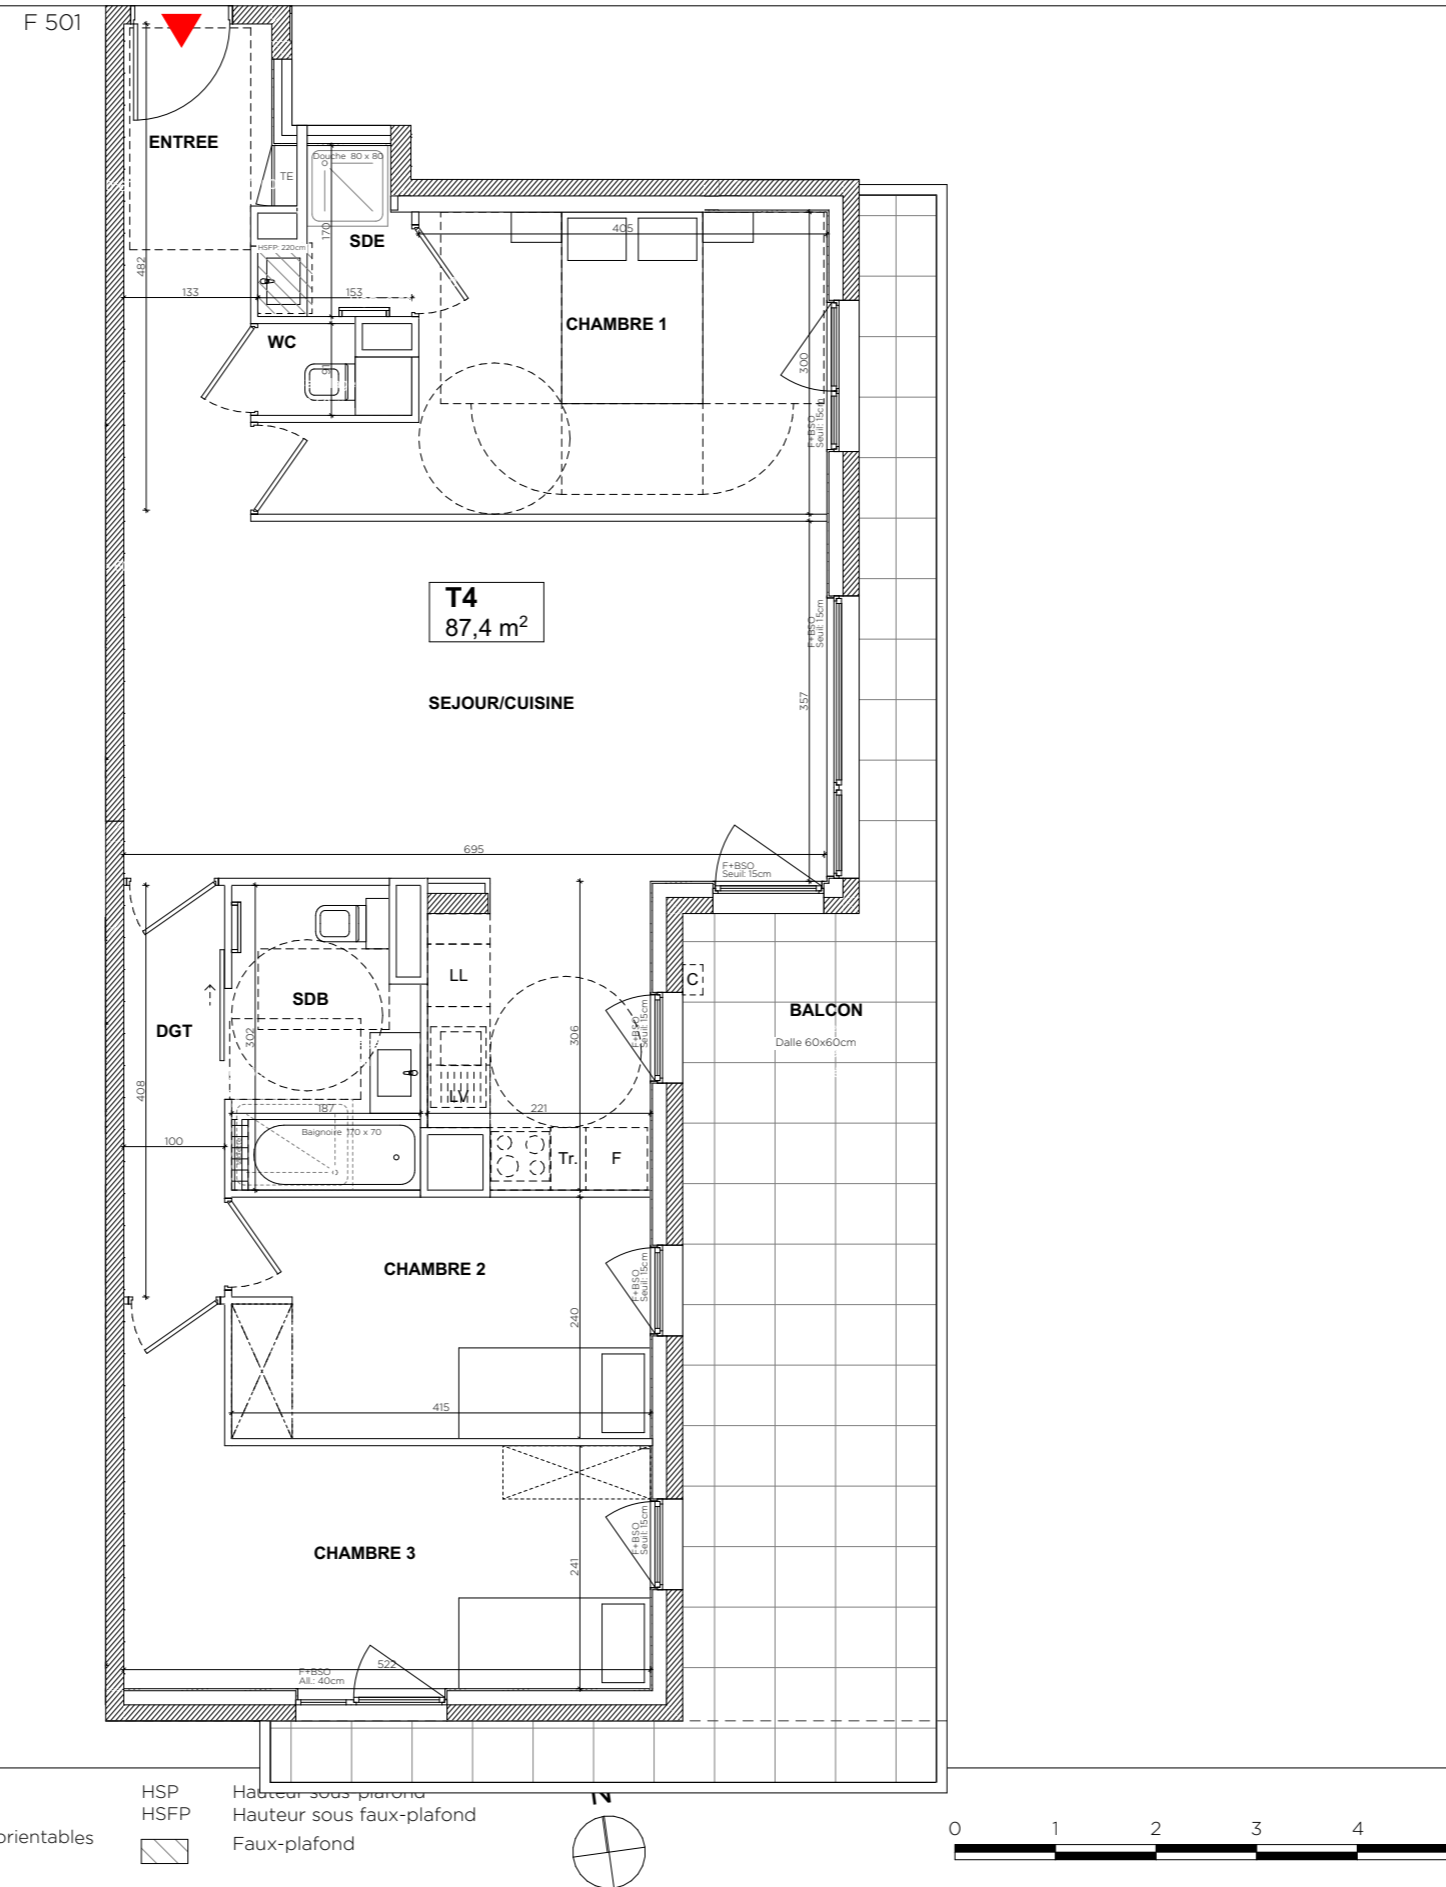 F 501
ENTREE
Douche 80 x 80
TE
170
SDE
405
HSFP: 220cm
482
133
153
CHAMBRE 1
WC
91
300
F+BSO
Seuil: 15cm
T4
87,4 m²
F+BSO
Seuil: 15cm
SEJOUR/CUISINE
357
695
F+BSO
Seuil: 15cm
LL
C
SDB
BALCON
DGT
302
306
F+BSO
Seuil: 15cm
Dalle 60x60cm
408
LV
187
221
100
Baignoire 170 x 70
Tr.
F
CHAMBRE 2
F+BSO
Seuil: 15cm
240
415
F+BSO
Seuil: 15cm
CHAMBRE 3
241
522
F+BSO
All.: 40cm
HSP
Hauteur sous plafond
N
HSFP
Hauteur sous faux-plafond
orientables
Faux-plafond
0 1 2 3 4